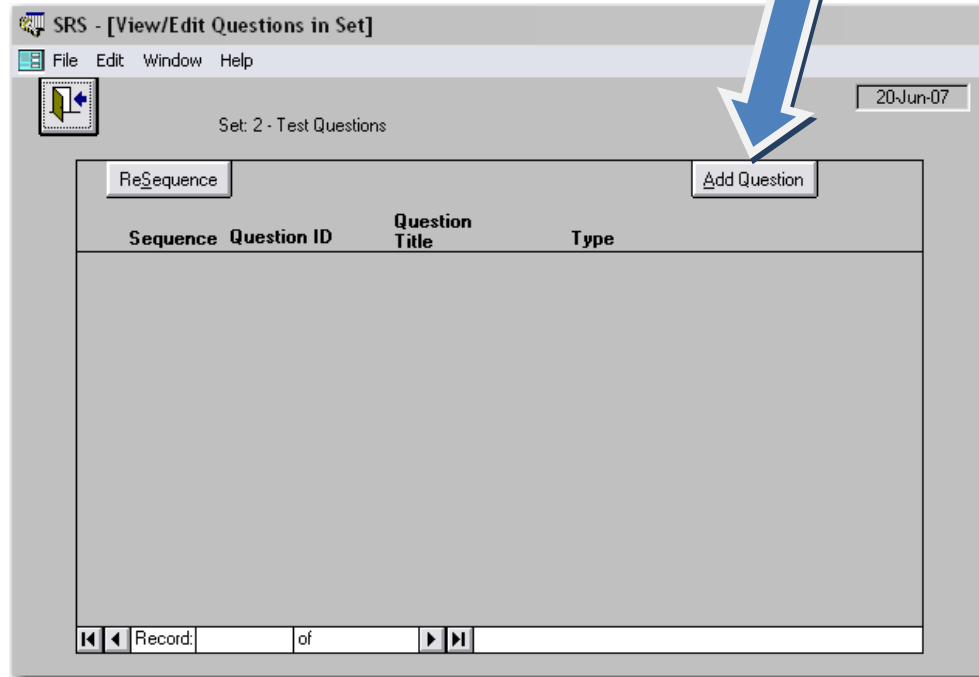 SRS - [View/Edit Questions in Set]
File Edit Window Help
20-Jun-07
Set: 2 - Test Questions
ReSequence Add Question
Sequence Question ID Question Title Type
Record: of